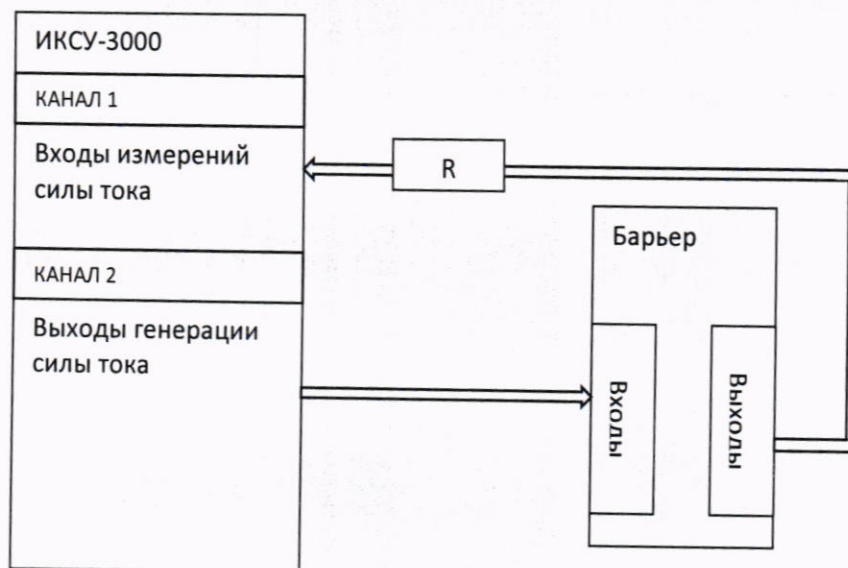 ИКСУ-3000
КАНАЛ 1
Входы измерений
силы тока
R
Барьер
КАНАЛ 2
Выходы генерации
силы тока
Входы
Выходы